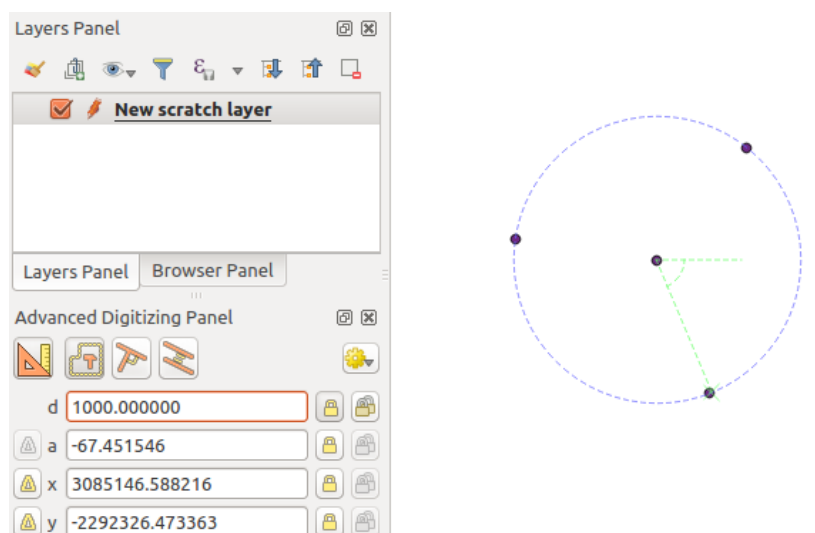 Layers Panel
New scratch layer
Layers Panel
Browser Panel
Advanced Digitizing Panel
d 1000.000000
a -67.451546
x 3085146.588216
y -2292326.473363